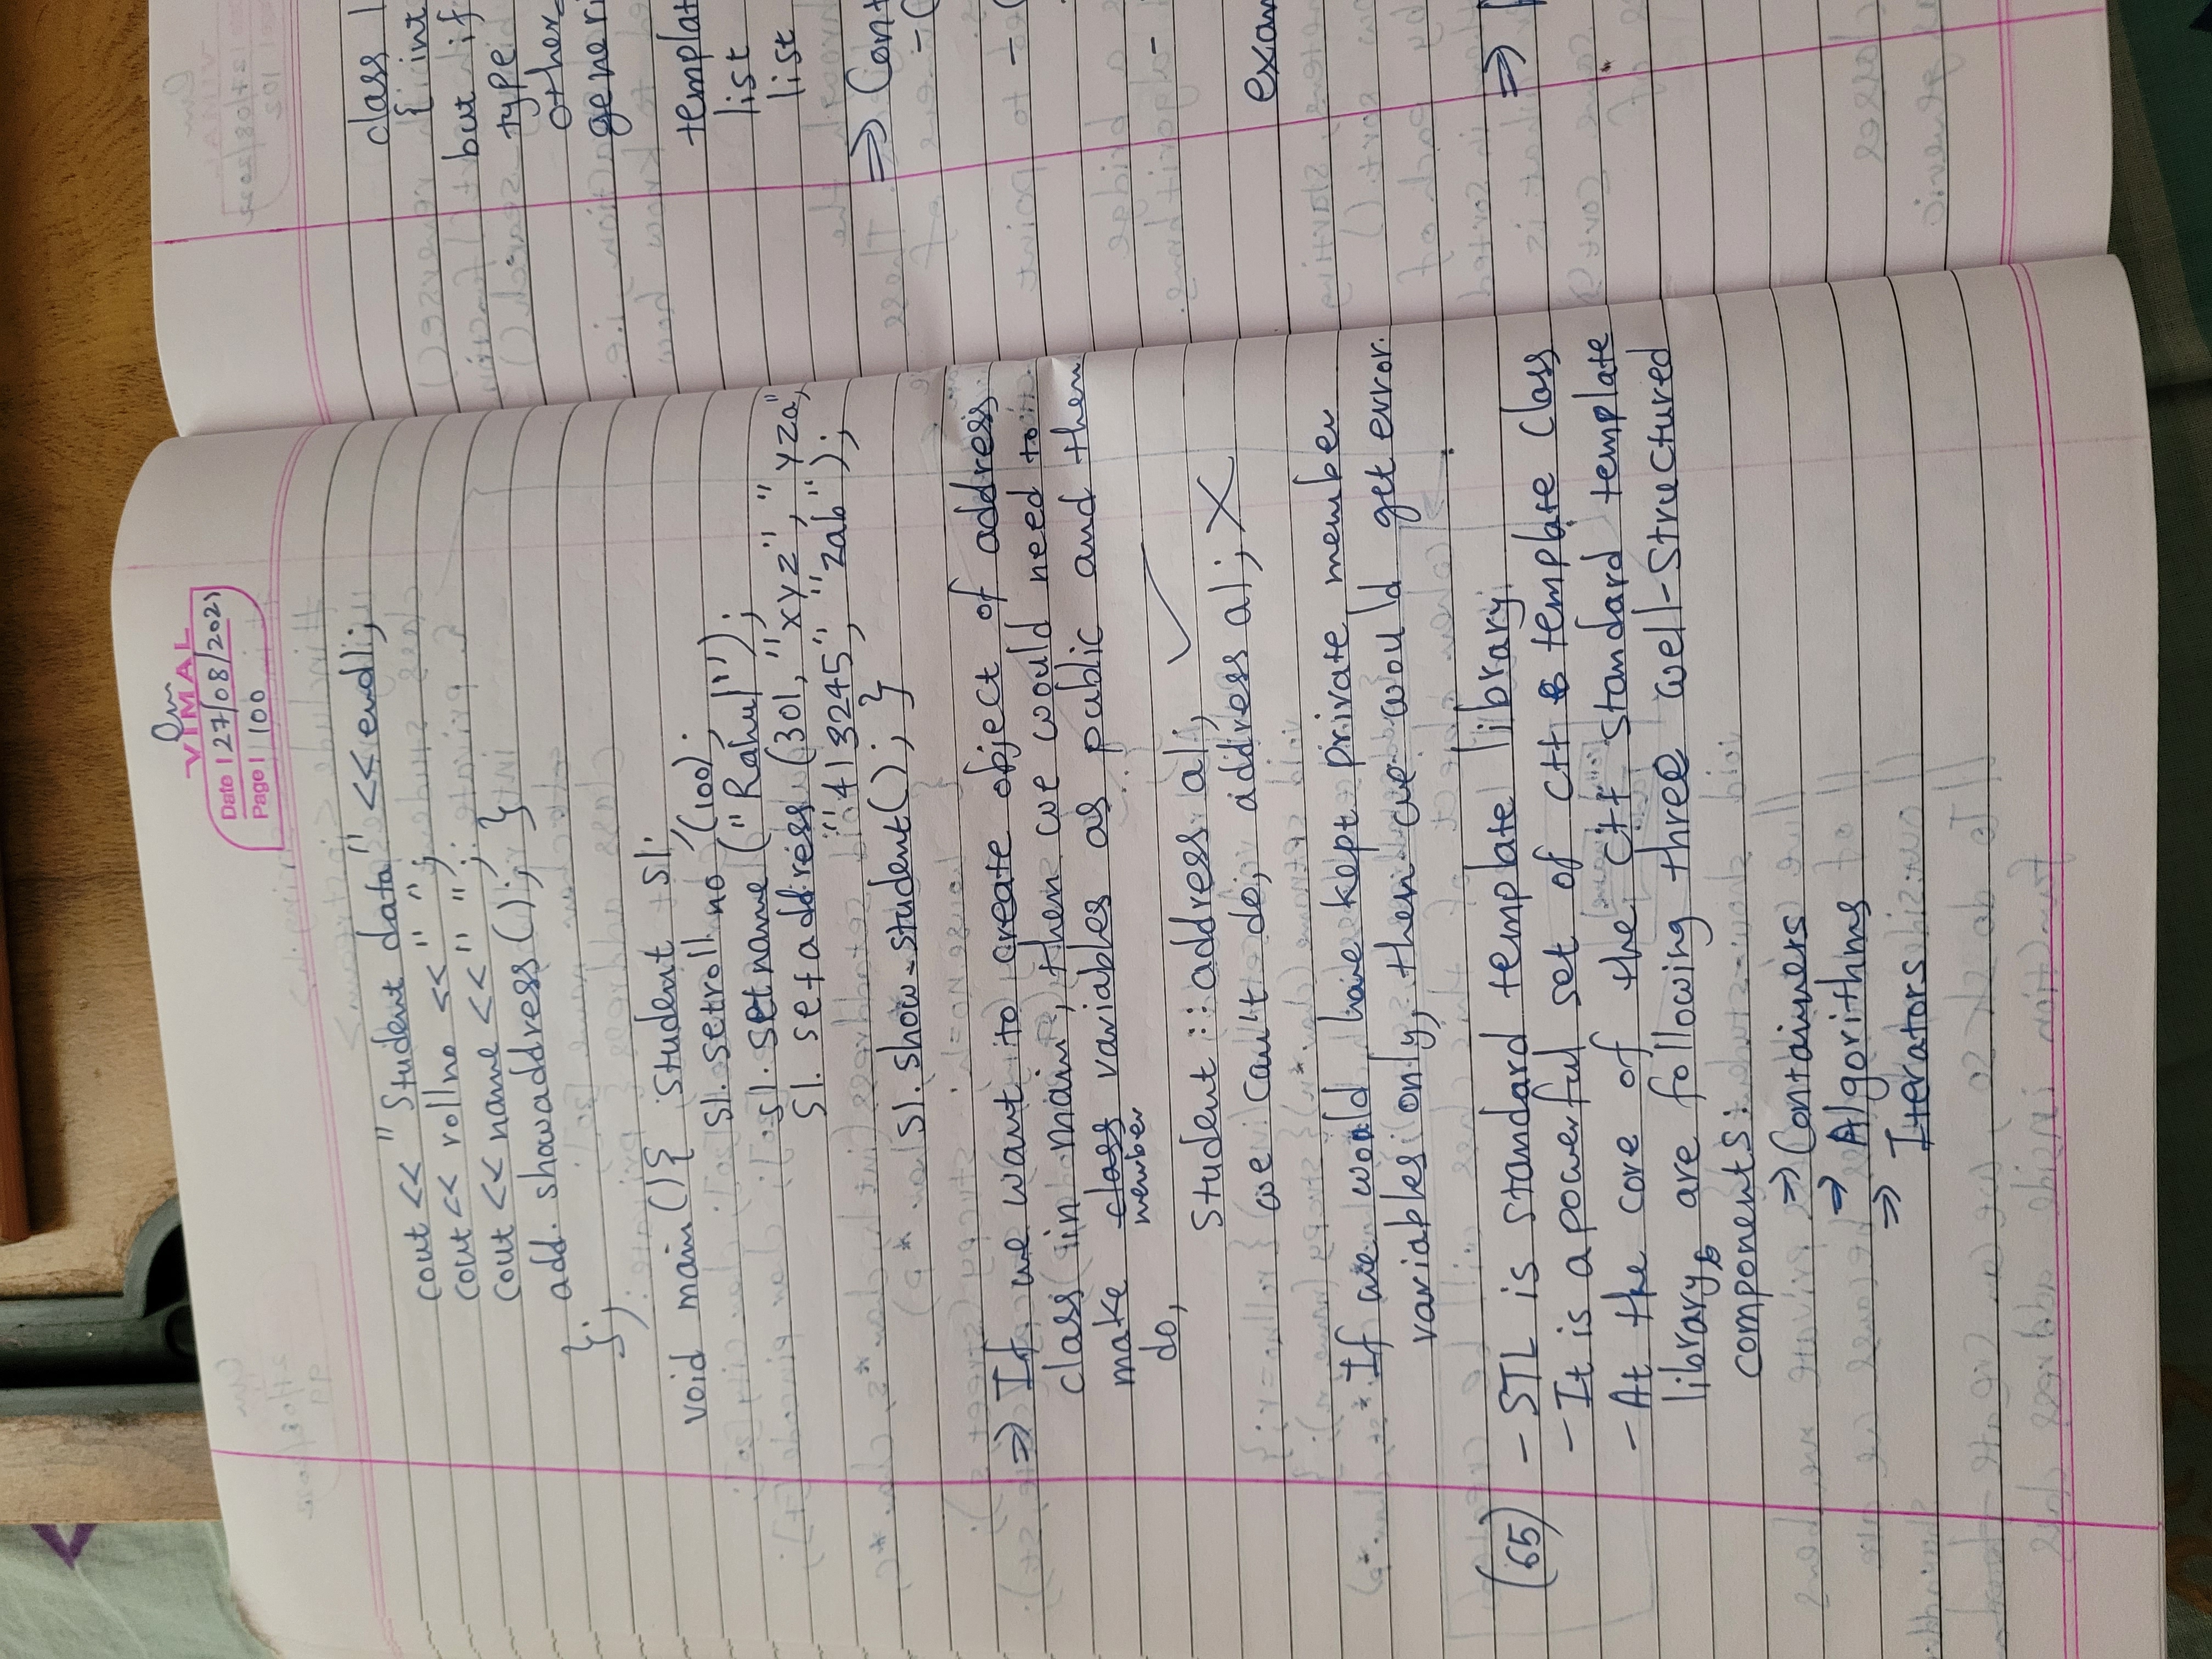 Om
VIMAL
Date | 27/08/2021
Page | 100
cout << "Student data" << endl;
cout << rollno << " ";
cout << name << " ";
add. showaddress(); }
};
void main(){ student s1;
s1. setrollno (100);
s1. setname ("Rahul");
s1. setaddress (301, "xyz", "yza",
"413245", "zab");
s1. show_student(); }
⇒ If we want to create object of address
class in main, then we would need to
make class variables as public and then
member
do,
Student :: address a1; ✓
we can't do; address a1; ✗
* If we would have kept private member
variables only, then we would get error.
(65) - STL is standard template library
- It is a powerful set of C++ template class
- At the core of the C++ standard template
library, are following three well-structured
components:
⇒ Containers
⇒ Algorithms
⇒ Iterators
class
{ int
but if
type
other
generi
templat
list
list
⇒ Cont
exam
⇒